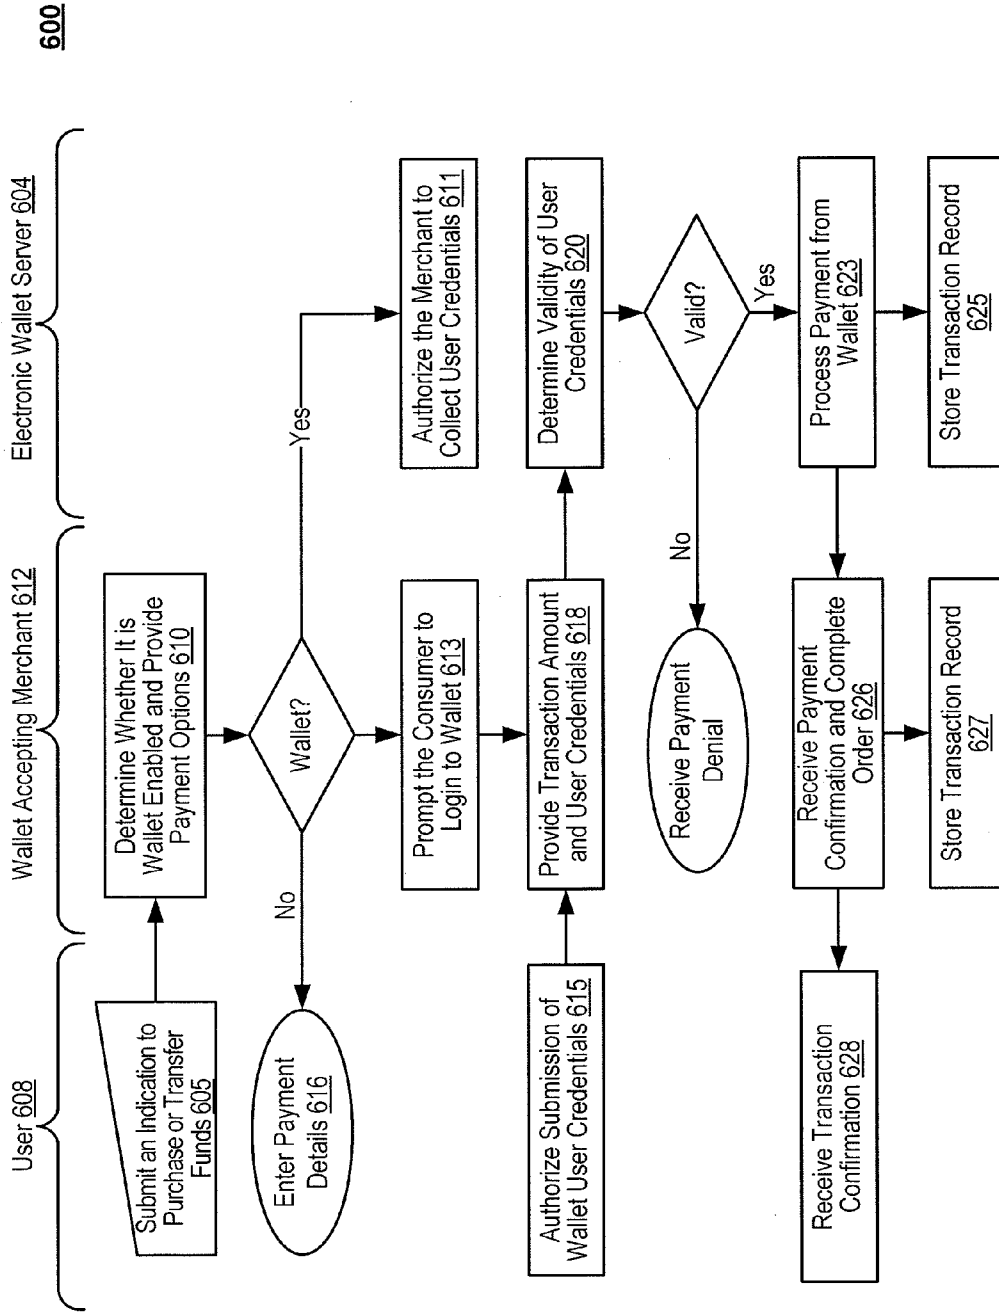 600
User 608
Wallet Accepting Merchant 612
Electronic Wallet Server 604
Submit an Indication to
Purchase or Transfer
Funds 605
Determine Whether It is
Wallet Enabled and Provide
Payment Options 610
Wallet?
No
Yes
Enter Payment
Details 616
Prompt the Consumer to
Login to Wallet 613
Authorize the Merchant to
Collect User Credentials 611
Authorize Submission of
Wallet User Credentials 615
Provide Transaction Amount
and User Credentials 618
Determine Validity of User
Credentials 620
Valid?
No
Yes
Receive Payment
Denial
Process Payment from
Wallet 623
Receive Payment
Confirmation and Complete
Order 626
Receive Transaction
Confirmation 628
Store Transaction Record
627
Store Transaction Record
625